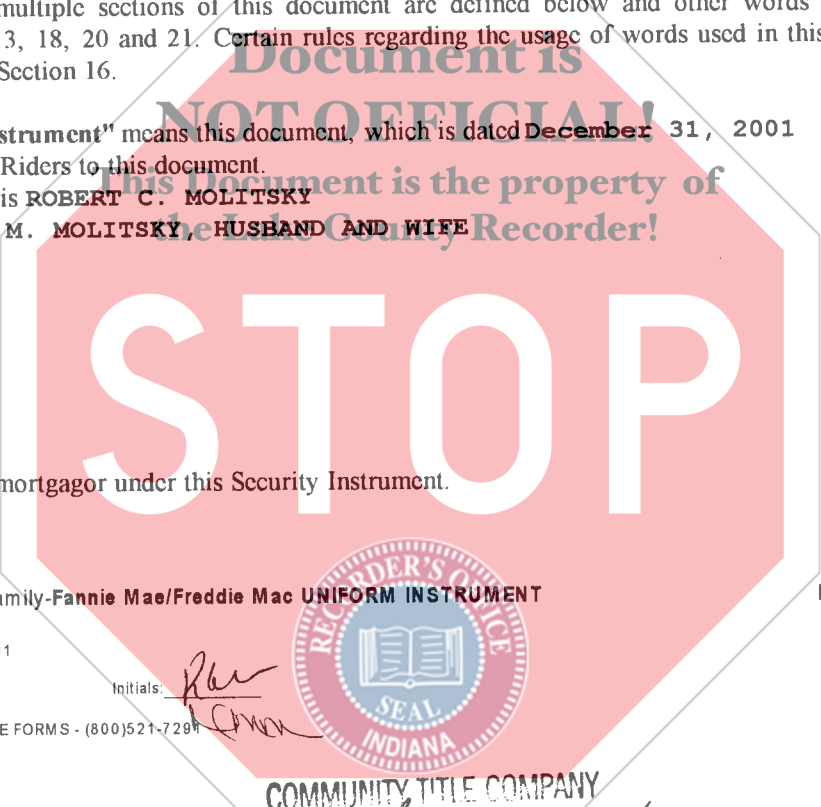 multiple sections of this document are defined below and other words
3, 18, 20 and 21. Certain rules regarding the usage of words used in this
Section 16.
Document is
NOT OFFICIAL!
strument" means this document, which is dated December 31, 2001
Riders to this document.
This Document is the property of
is ROBERT C. MOLITSKY
the Lake County Recorder!
M. MOLITSKY, HUSBAND AND WIFE
STOP
mortgagor under this Security Instrument.
amily-Fannie Mae/Freddie Mac UNIFORM INSTRUMENT
RECORDER'S OFFICE
SEAL
INDIANA
Initials:
E FORMS - (800)521-7291
COMMUNITY TITLE COMPANY